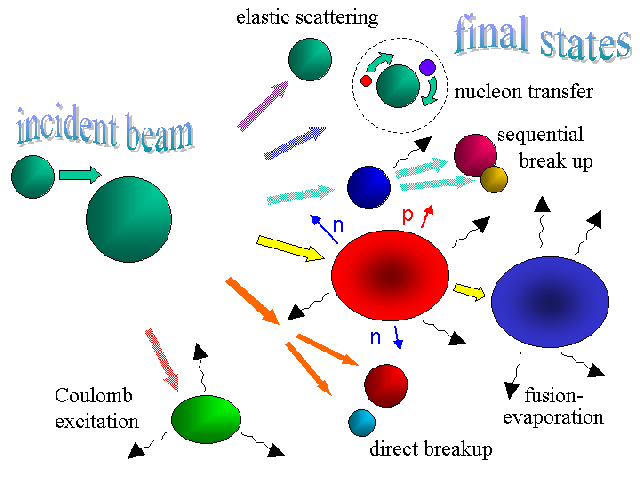 elastic scattering
final states
nucleon transfer
incident beam
sequential
break up
n
p
n
Coulomb
excitation
fusion-
evaporation
direct breakup